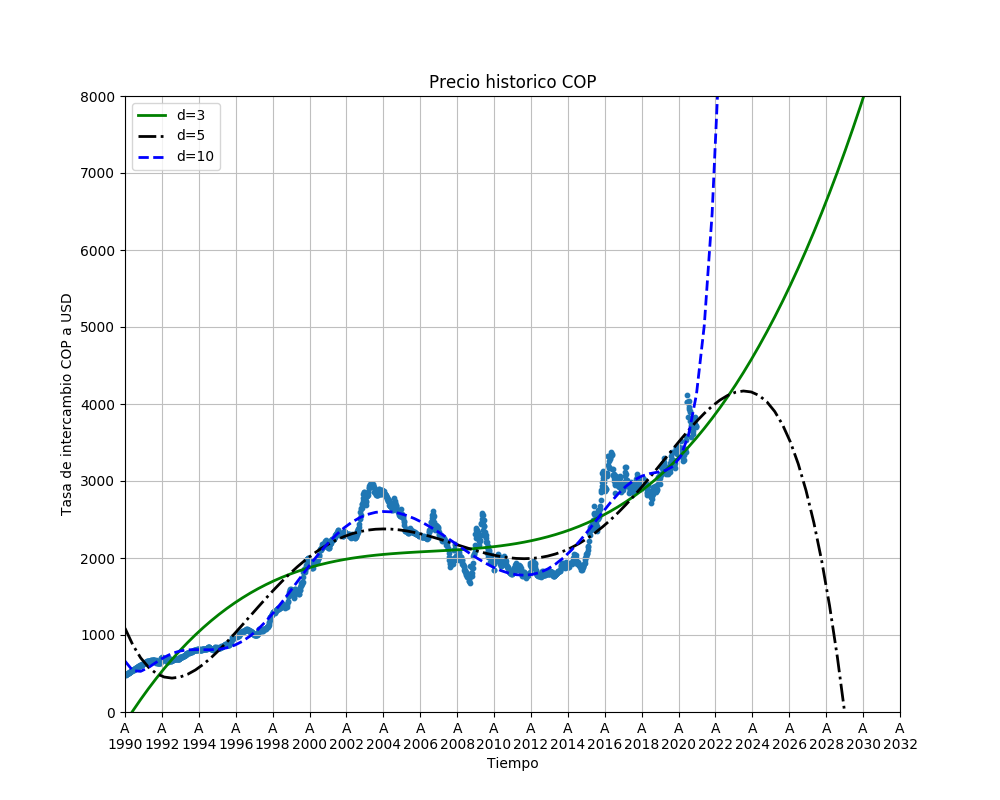 Precio historico COP
d=3
d=5
d=10
8000
7000
6000
5000
4000
3000
2000
1000
0
Tasa de intercambio COP a USD
A A A A A A A A A A A A A A A A A A A A A A
1990 1992 1994 1996 1998 2000 2002 2004 2006 2008 2010 2012 2014 2016 2018 2020 2022 2024 2026 2028 2030 2032
Tiempo